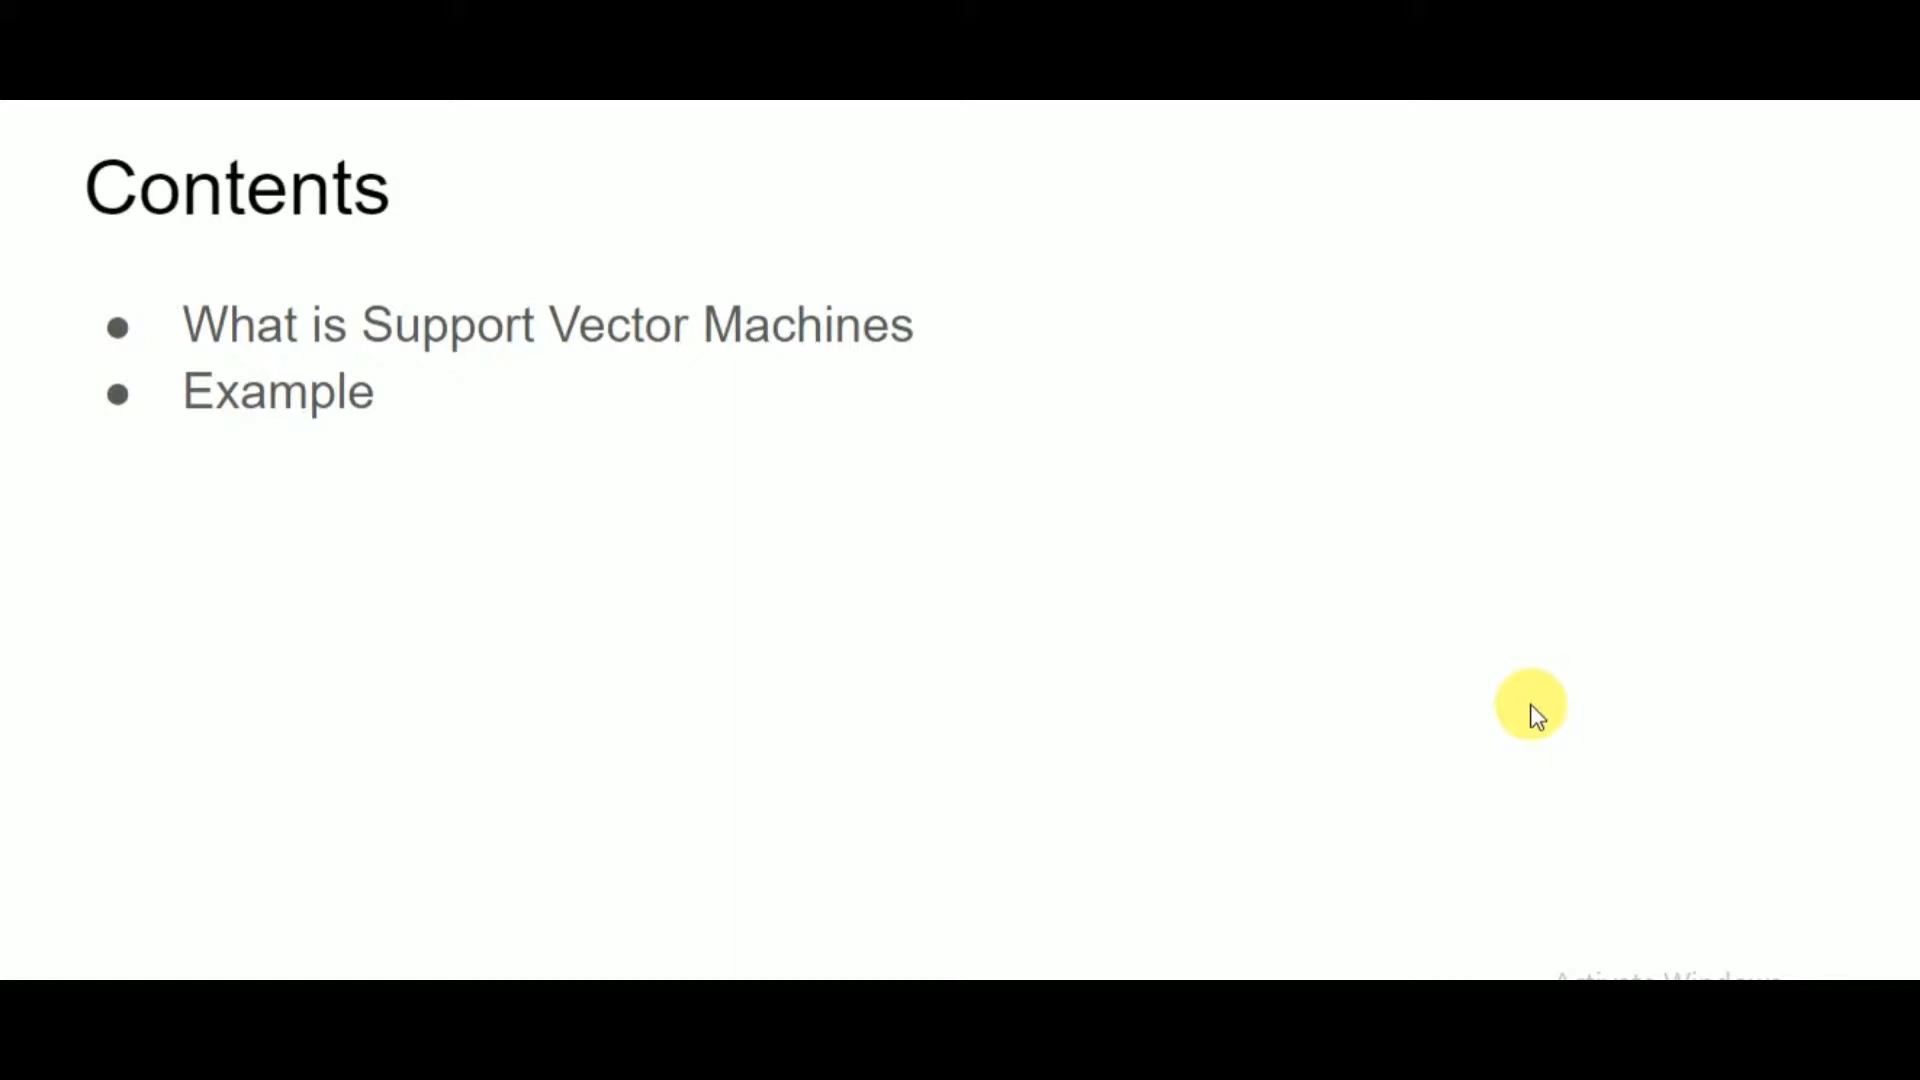 Contents
● What is Support Vector Machines
● Example